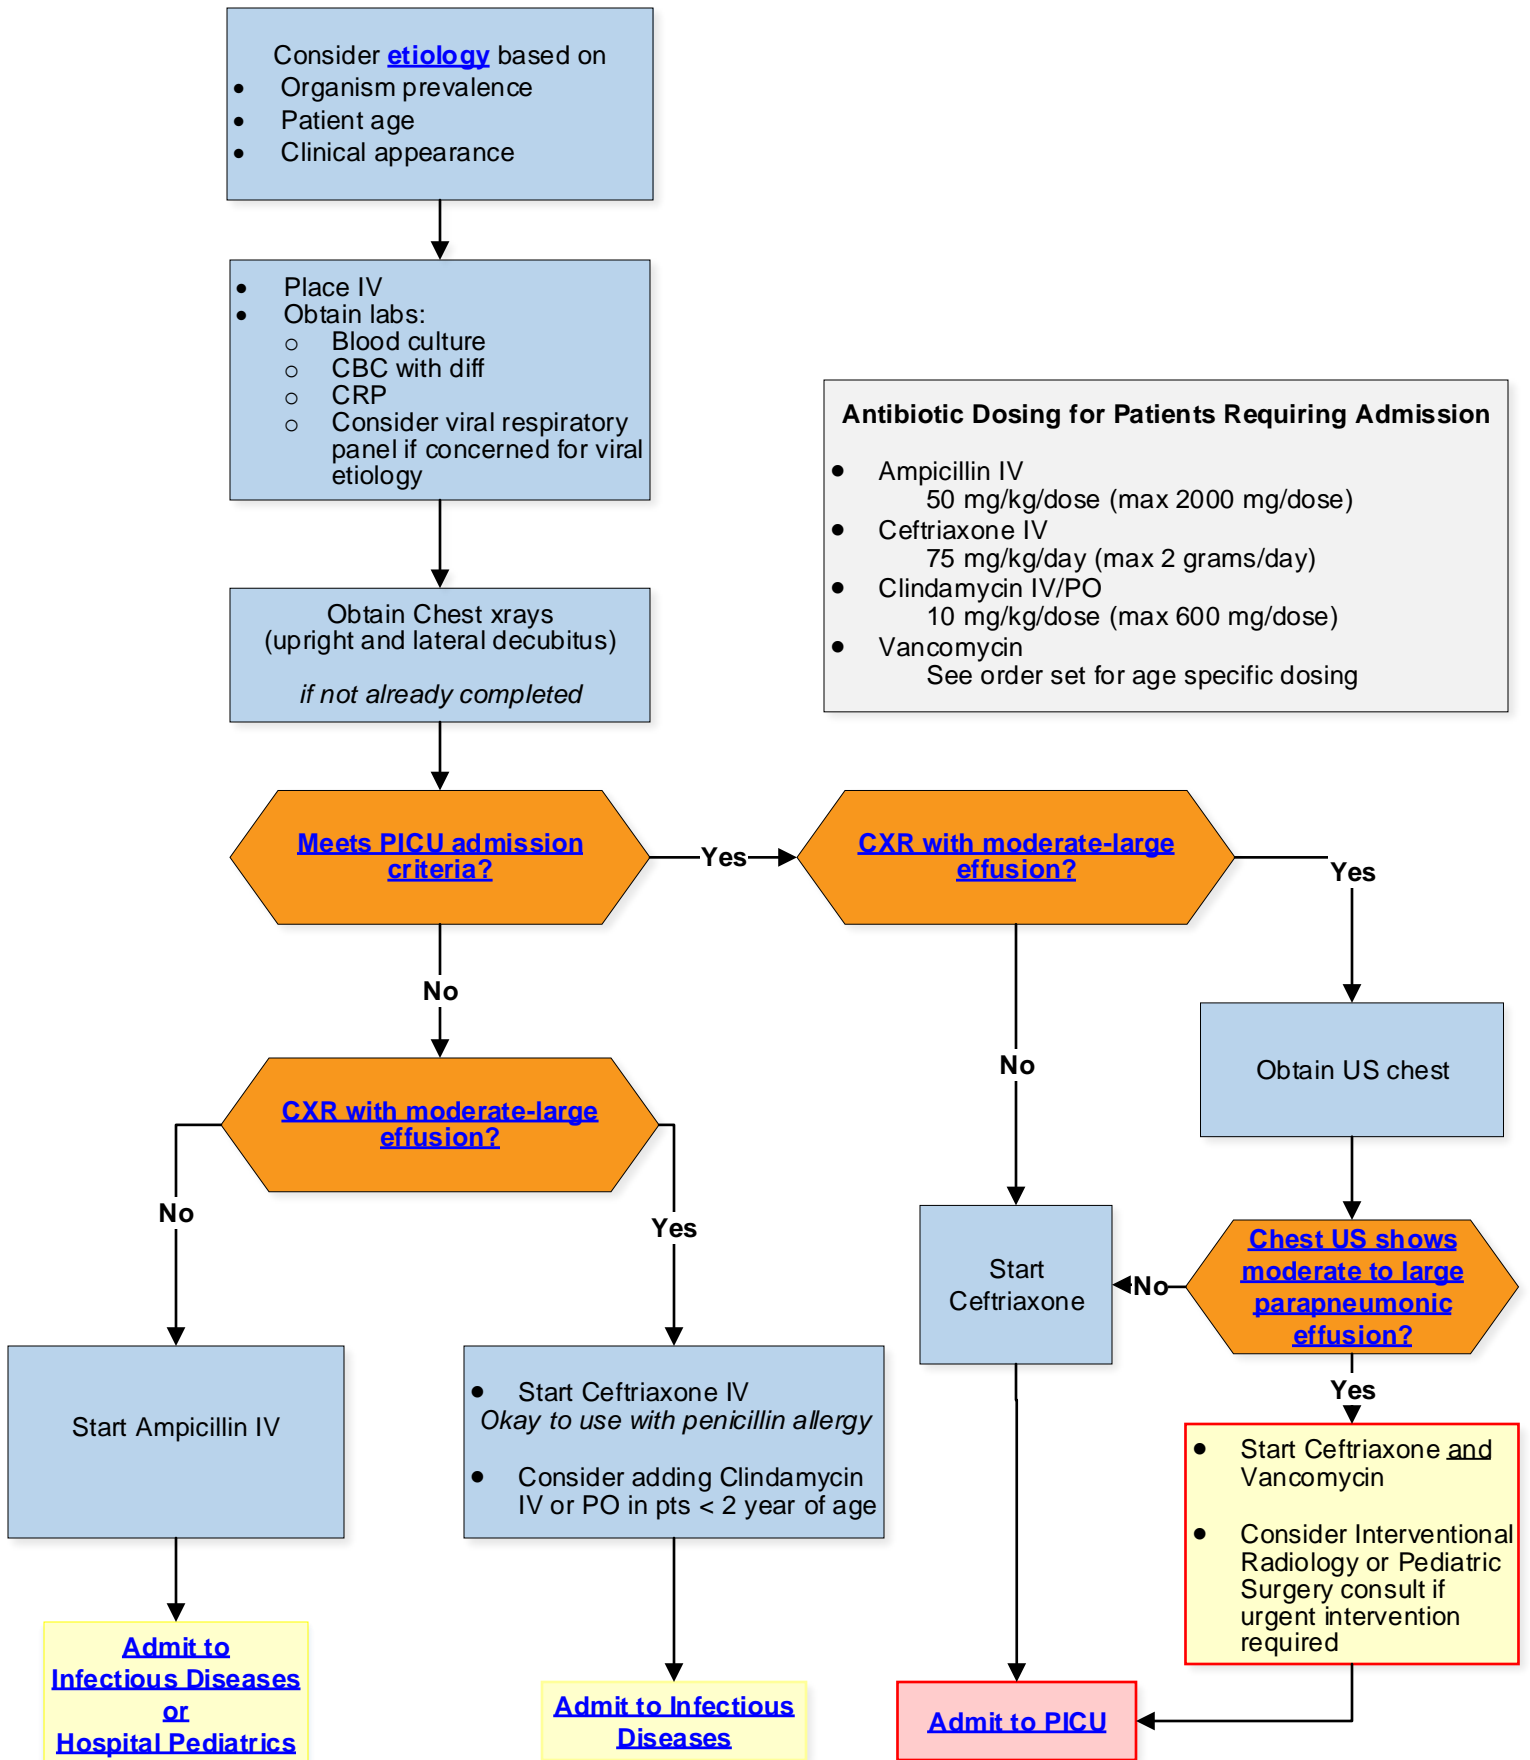 Consider etiology based on
• Organism prevalence
• Patient age
• Clinical appearance
• Place IV
• Obtain labs:
o Blood culture
o CBC with diff
o CRP
o Consider viral respiratory
panel if concerned for viral
etiology
Antibiotic Dosing for Patients Requiring Admission
• Ampicillin IV
50 mg/kg/dose (max 2000 mg/dose)
• Ceftriaxone IV
75 mg/kg/day (max 2 grams/day)
• Clindamycin IV/PO
10 mg/kg/dose (max 600 mg/dose)
• Vancomycin
See order set for age specific dosing
Obtain Chest xrays
(upright and lateral decubitus)
if not already completed
Meets PICU admission
criteria?
Yes
CXR with moderate-large
effusion?
Yes
No
No
Obtain US chest
CXR with moderate-large
effusion?
No
Yes
Start
Ceftriaxone
No
Chest US shows
moderate to large
parapneumonic
effusion?
Yes
Start Ampicillin IV
• Start Ceftriaxone IV
Okay to use with penicillin allergy
• Consider adding Clindamycin
IV or PO in pts < 2 year of age
• Start Ceftriaxone and
Vancomycin
• Consider Interventional
Radiology or Pediatric
Surgery consult if
urgent intervention
required
Admit to
Infectious Diseases
or
Hospital Pediatrics
Admit to Infectious
Diseases
Admit to PICU